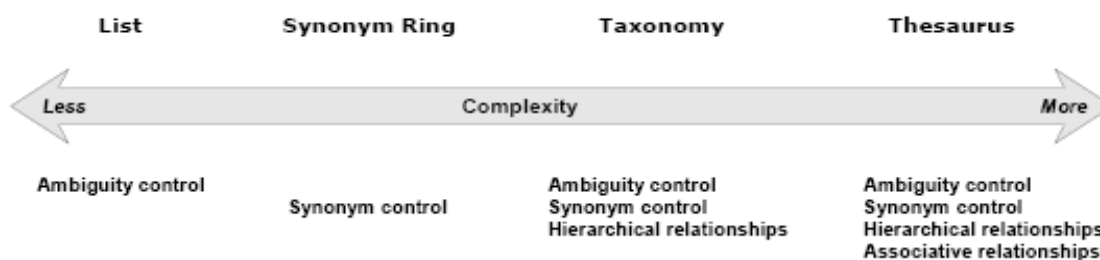 List Synonym Ring Taxonomy Thesaurus
Less Complexity More
Ambiguity control Ambiguity control Ambiguity control
Synonym control Synonym control Synonym control
Hierarchical relationships Hierarchical relationships
Associative relationships